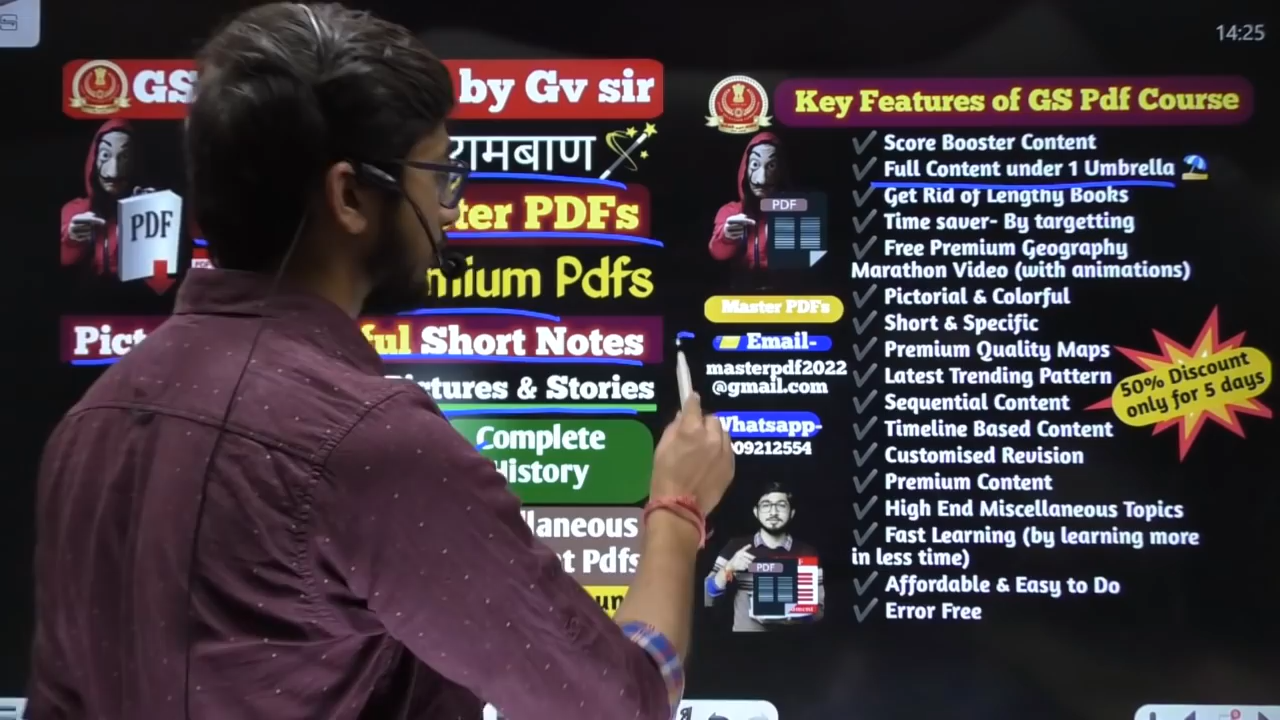 14:25
GS by Gv sir
रामबाण
PDFs
PDF
Pdfs
Short Notes
Pictures & Stories
Complete
History
Pdfs
Key Features of GS Pdf Course
✓ Score Booster Content
✓ Full Content under 1 Umbrella
✓ Get Rid of Lengthy Books
✓ Time saver- By targetting
✓ Free Premium Geography
Marathon Video (with animations)
✓ Pictorial & Colorful
✓ Short & Specific
✓ Premium Quality Maps
✓ Latest Trending Pattern
✓ Sequential Content
✓ Timeline Based Content
✓ Customised Revision
✓ Premium Content
✓ High End Miscellaneous Topics
✓ Fast Learning (by learning more
in less time)
✓ Affordable & Easy to Do
✓ Error Free
PDF
Master PDFs
Email-
masterpdf2022
@gmail.com
Whatsapp-
09212554
PDF
50% Discount
only for 5 days